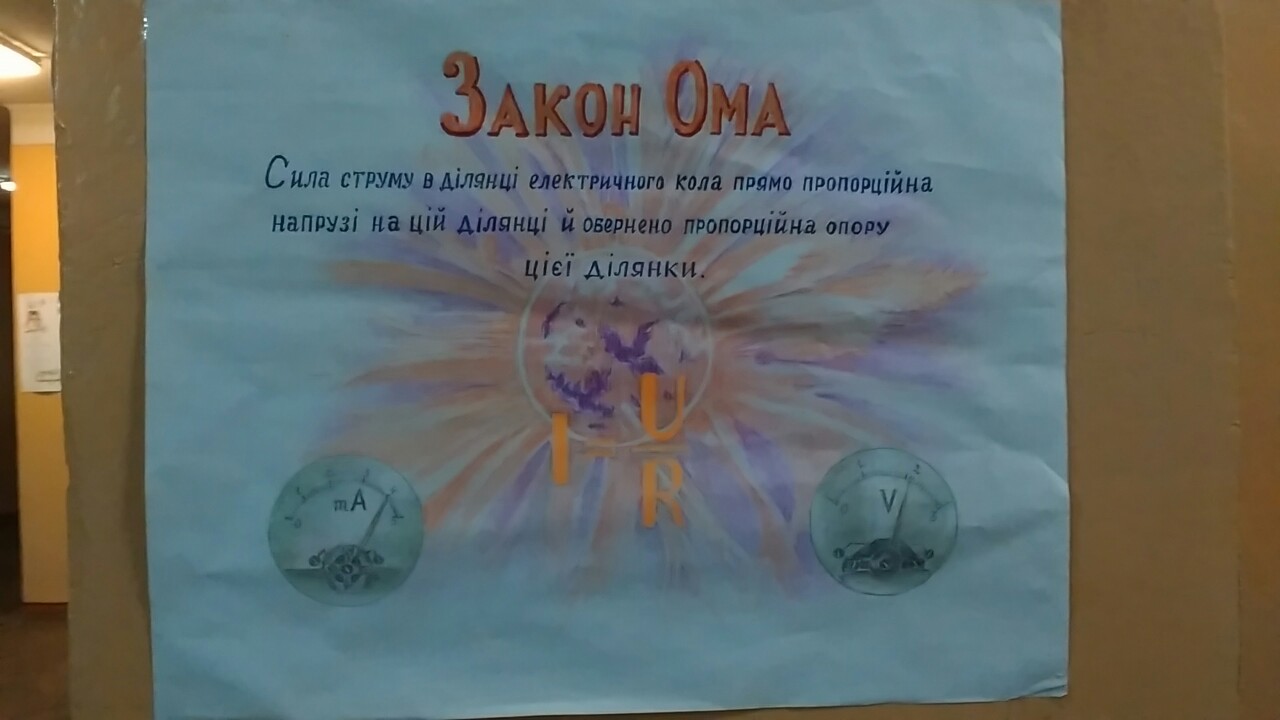 Закон Ома
Сила струму в ділянці електричного кола прямо пропорційна
напрузі на цій ділянці й обернено пропорційна опору
цієї ділянки.
I = U
R
mA
V